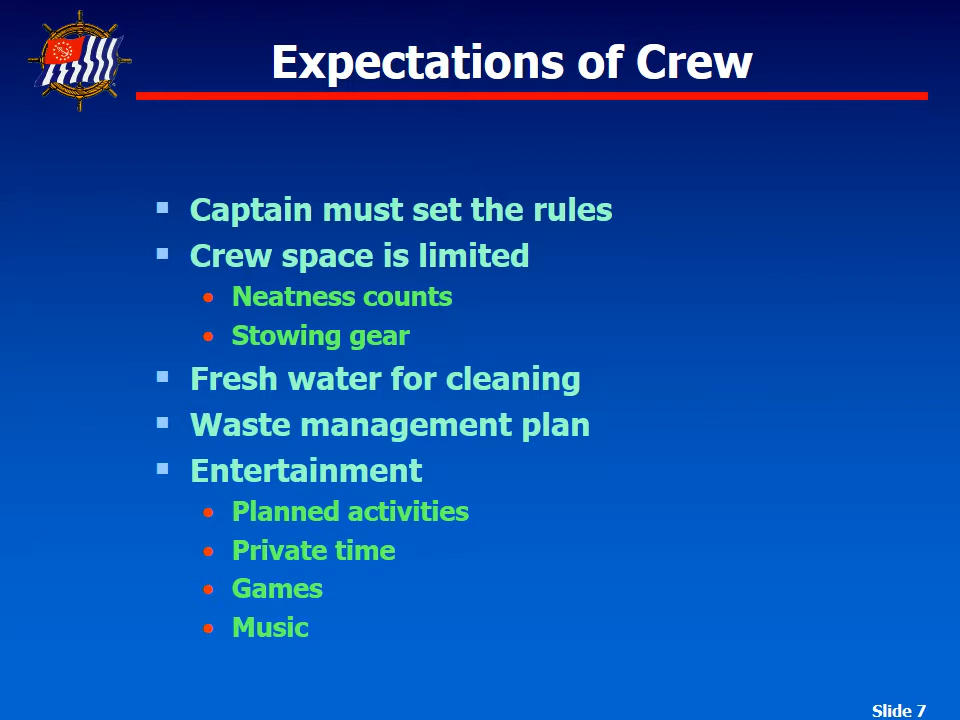 Expectations of Crew
Captain must set the rules
Crew space is limited
Neatness counts
Stowing gear
Fresh water for cleaning
Waste management plan
Entertainment
Planned activities
Private time
Games
Music
Slide 7